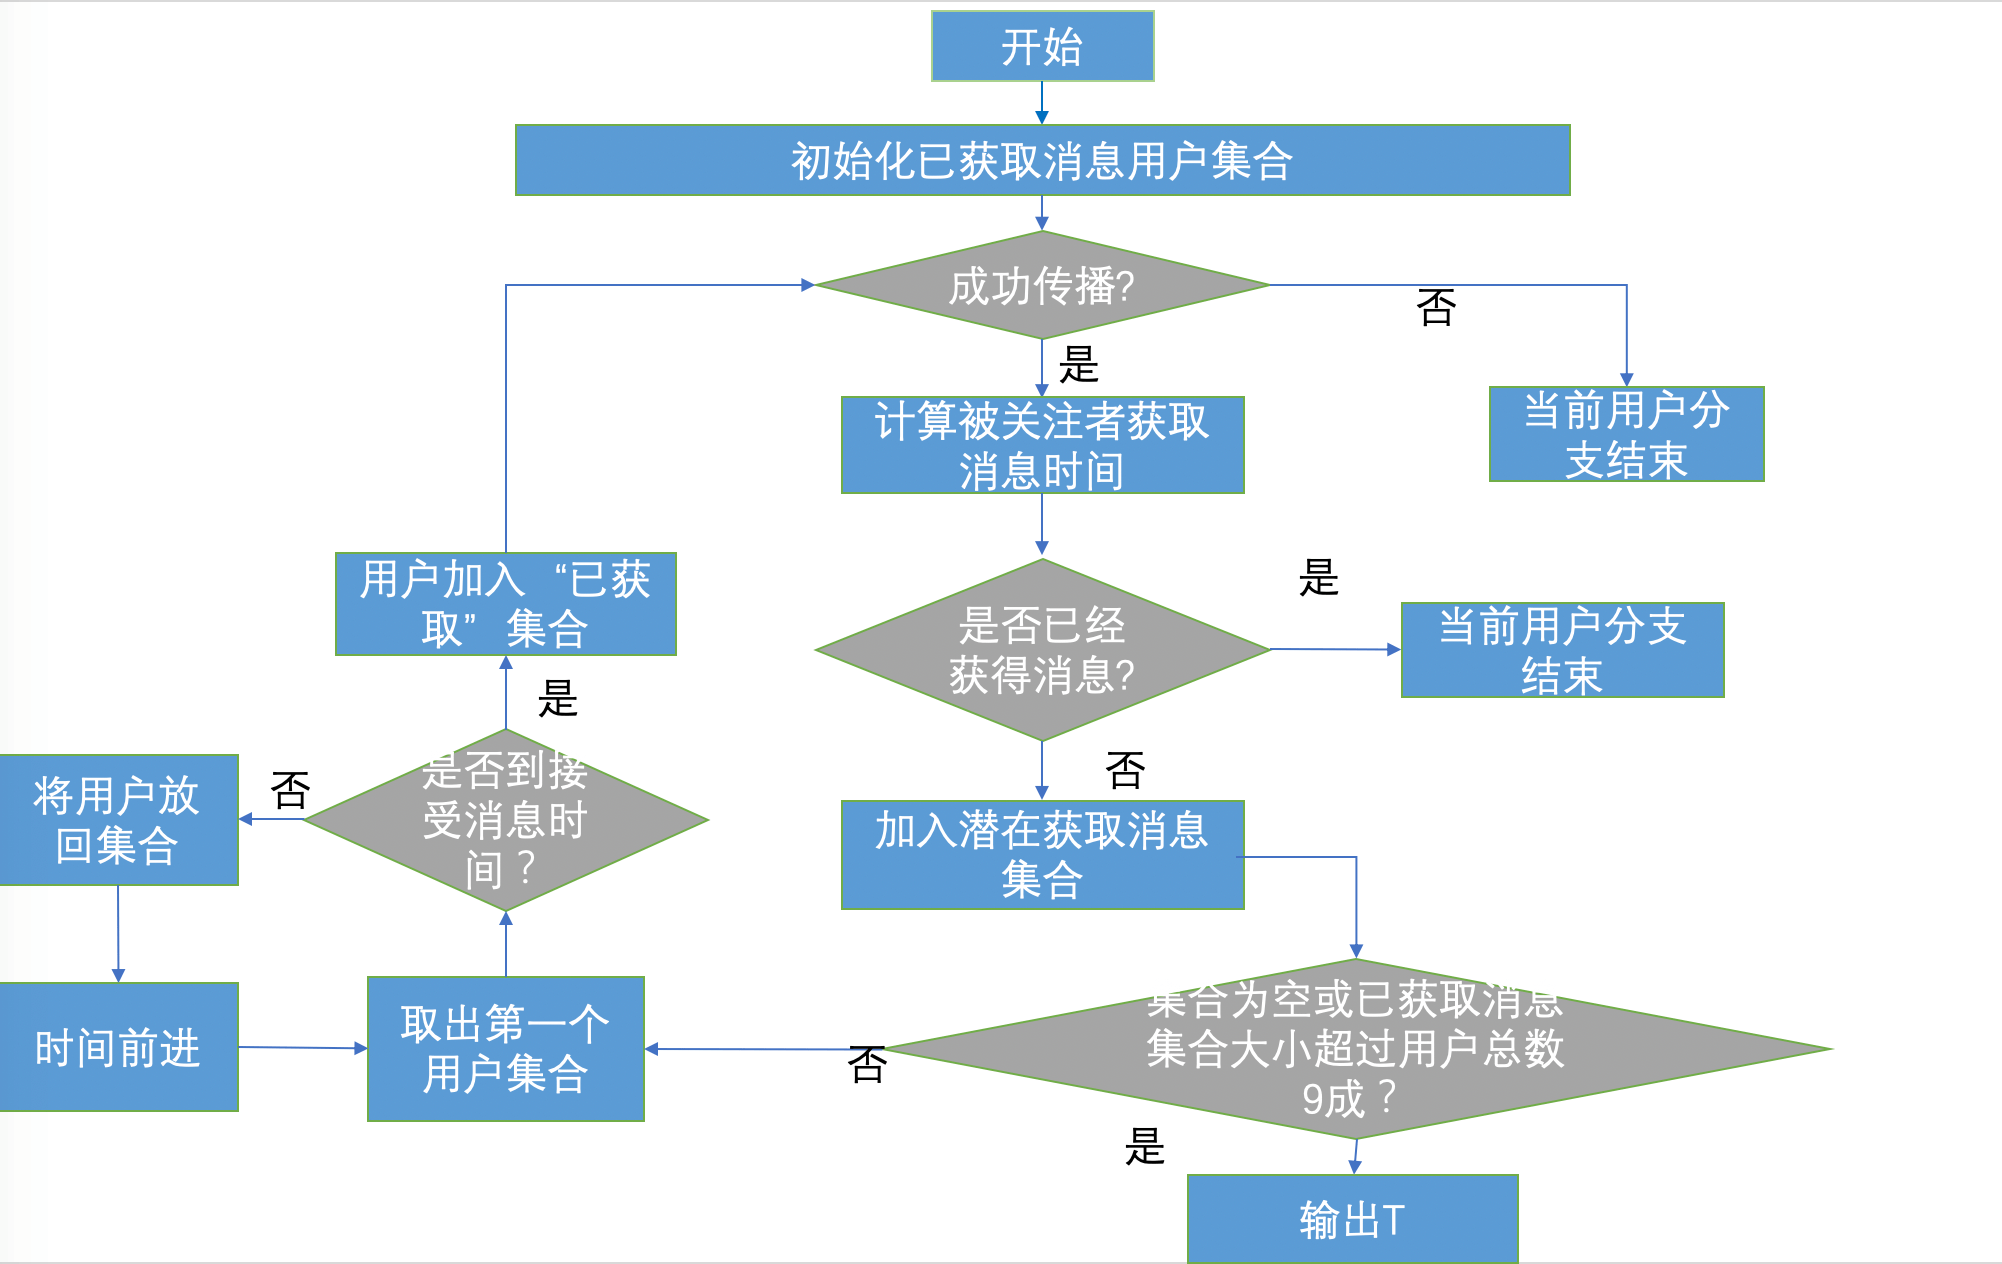 开始
初始化已获取消息用户集合
成功传播?
否
是
计算被关注者获取
消息时间
当前用户分
支结束
用户加入 “已获
取” 集合
是否已经
获得消息?
是
当前用户分支
结束
是
否
将用户放
回集合
否
是否到接
受消息时
间？
加入潜在获取消息
集合
时间前进
取出第一个
用户集合
否
集合为空或已获取消息
集合大小超过用户总数
9成？
是
输出T